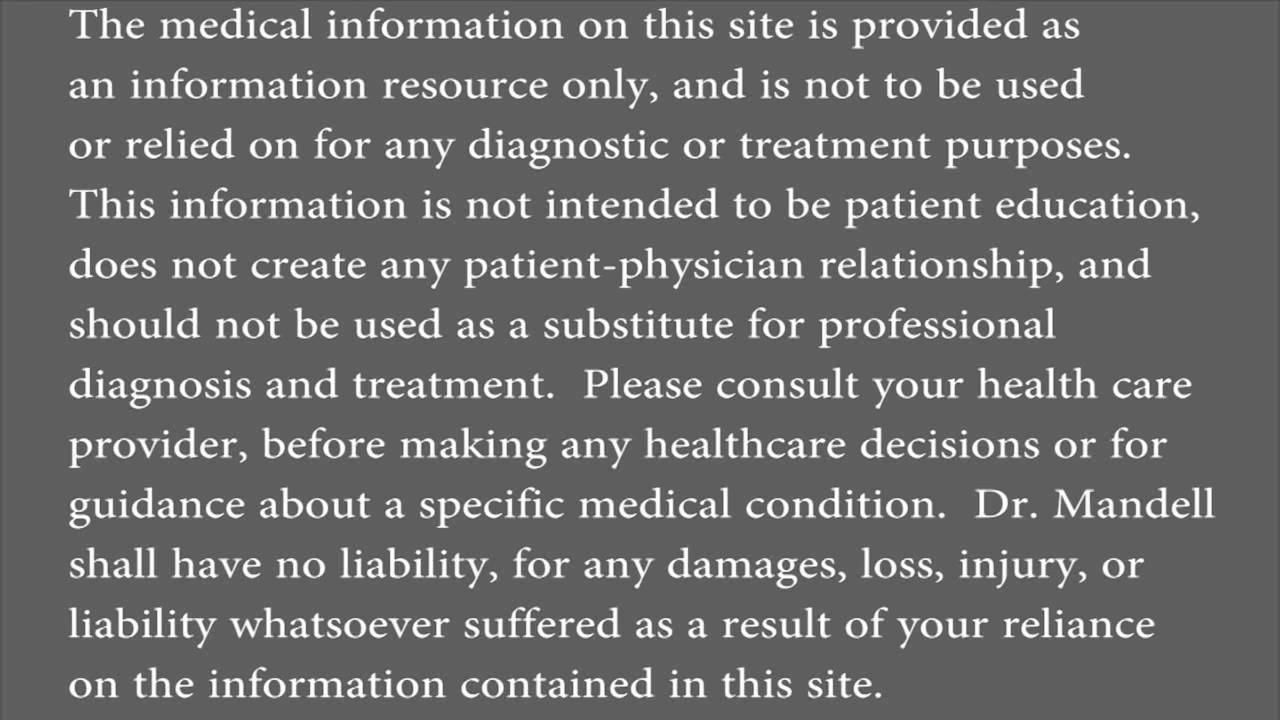 The medical information on this site is provided as
an information resource only, and is not to be used
or relied on for any diagnostic or treatment purposes.
This information is not intended to be patient education,
does not create any patient-physician relationship, and
should not be used as a substitute for professional
diagnosis and treatment.  Please consult your health care
provider, before making any healthcare decisions or for
guidance about a specific medical condition.  Dr. Mandell
shall have no liability, for any damages, loss, injury, or
liability whatsoever suffered as a result of your reliance
on the information contained in this site.